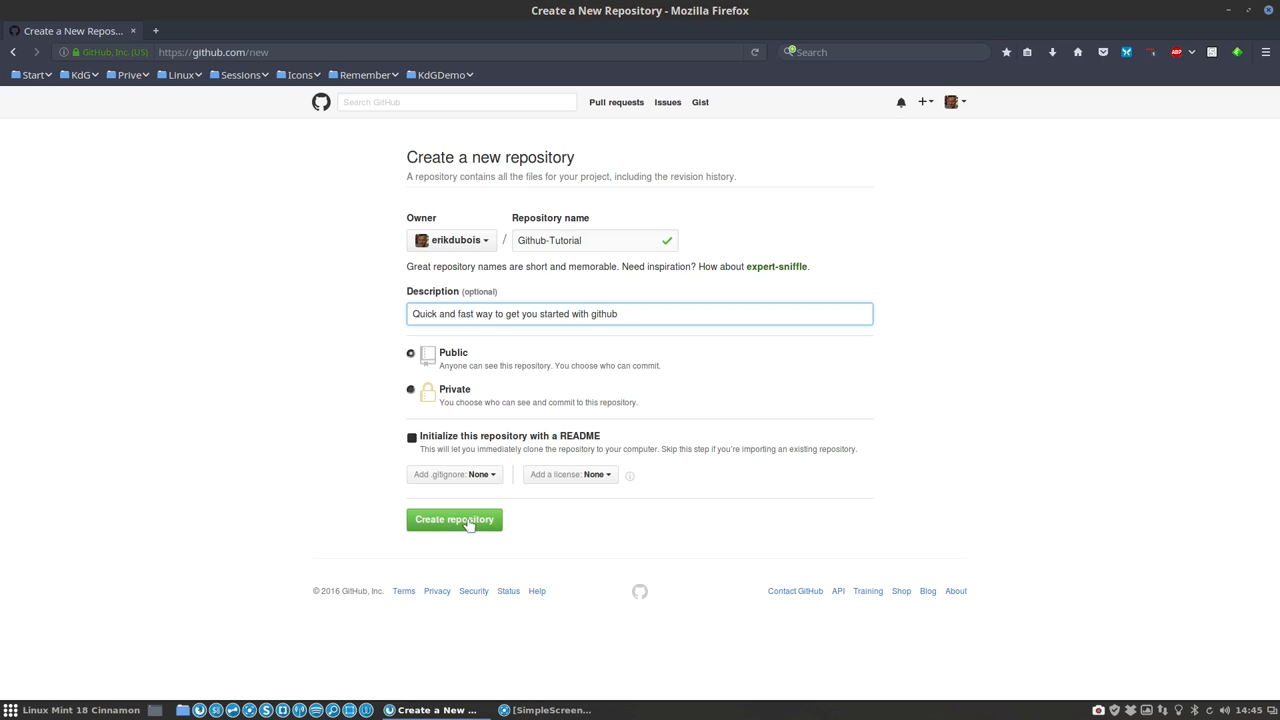 Create a New Repository - Mozilla Firefox
Create a New Repos... × +
GitHub, Inc. (US) https://github.com/new Search ABP
Start KdG Prive Linux Sessions Icons Remember KdGDemo
Search GitHub Pull requests Issues Gist
Create a new repository
A repository contains all the files for your project, including the revision history.
Owner Repository name
erikdubois / Github-Tutorial
Great repository names are short and memorable. Need inspiration? How about expert-sniffle.
Description (optional)
Quick and fast way to get you started with github
Public
Anyone can see this repository. You choose who can commit.
Private
You choose who can see and commit to this repository.
Initialize this repository with a README
This will let you immediately clone the repository to your computer. Skip this step if you're importing an existing repository.
Add .gitignore: None Add a license: None
Create repository
© 2016 GitHub, Inc. Terms Privacy Security Status Help Contact GitHub API Training Shop Blog About
Linux Mint 18 Cinnamon Create a New ... [SimpleScreen... 14:45